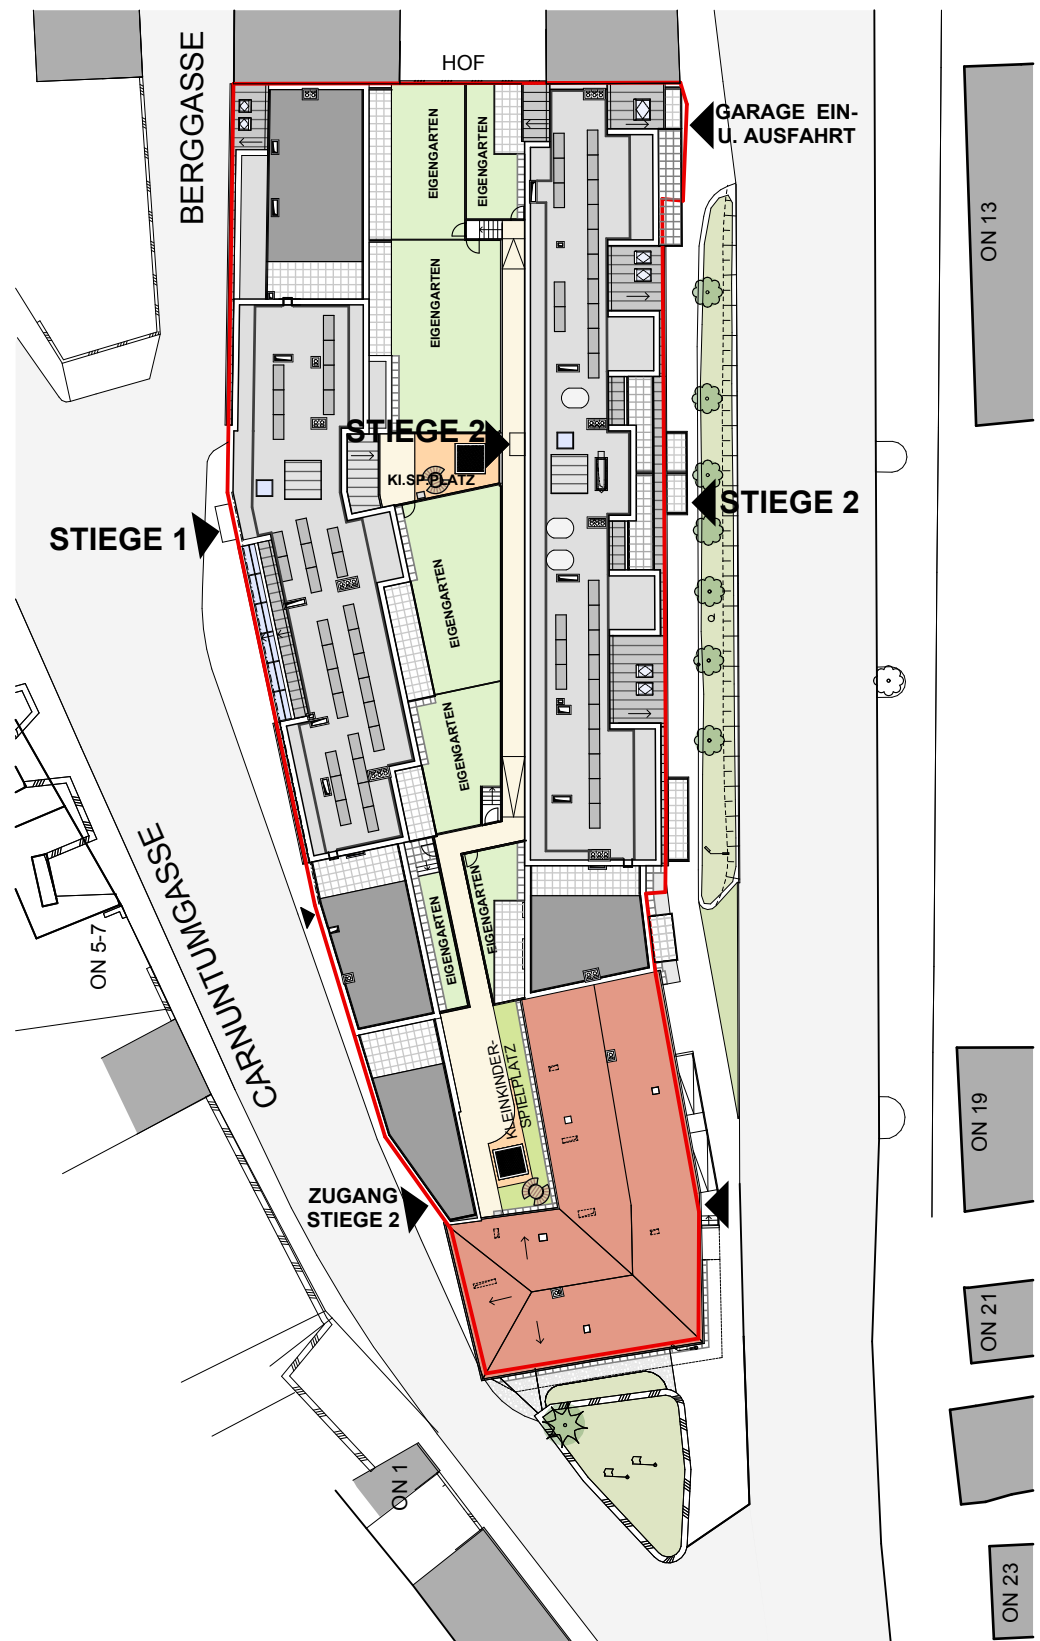 HOF
BERGGASSE
GARAGE EIN-
U. AUSFAHRT
EIGENGARTEN
EIGENGARTEN
ON 13
EIGENGARTEN
STIEGE 2
KI.SP.PLATZ
STIEGE 2
STIEGE 1
EIGENGARTEN
EIGENGARTEN
CARNUNTUMGASSE
EIGENGARTEN
EIGENGARTEN
ON 5-7
KLEINKINDER-
SPIELPLATZ
ON 19
ZUGANG
STIEGE 2
ON 21
ON 1
ON 23